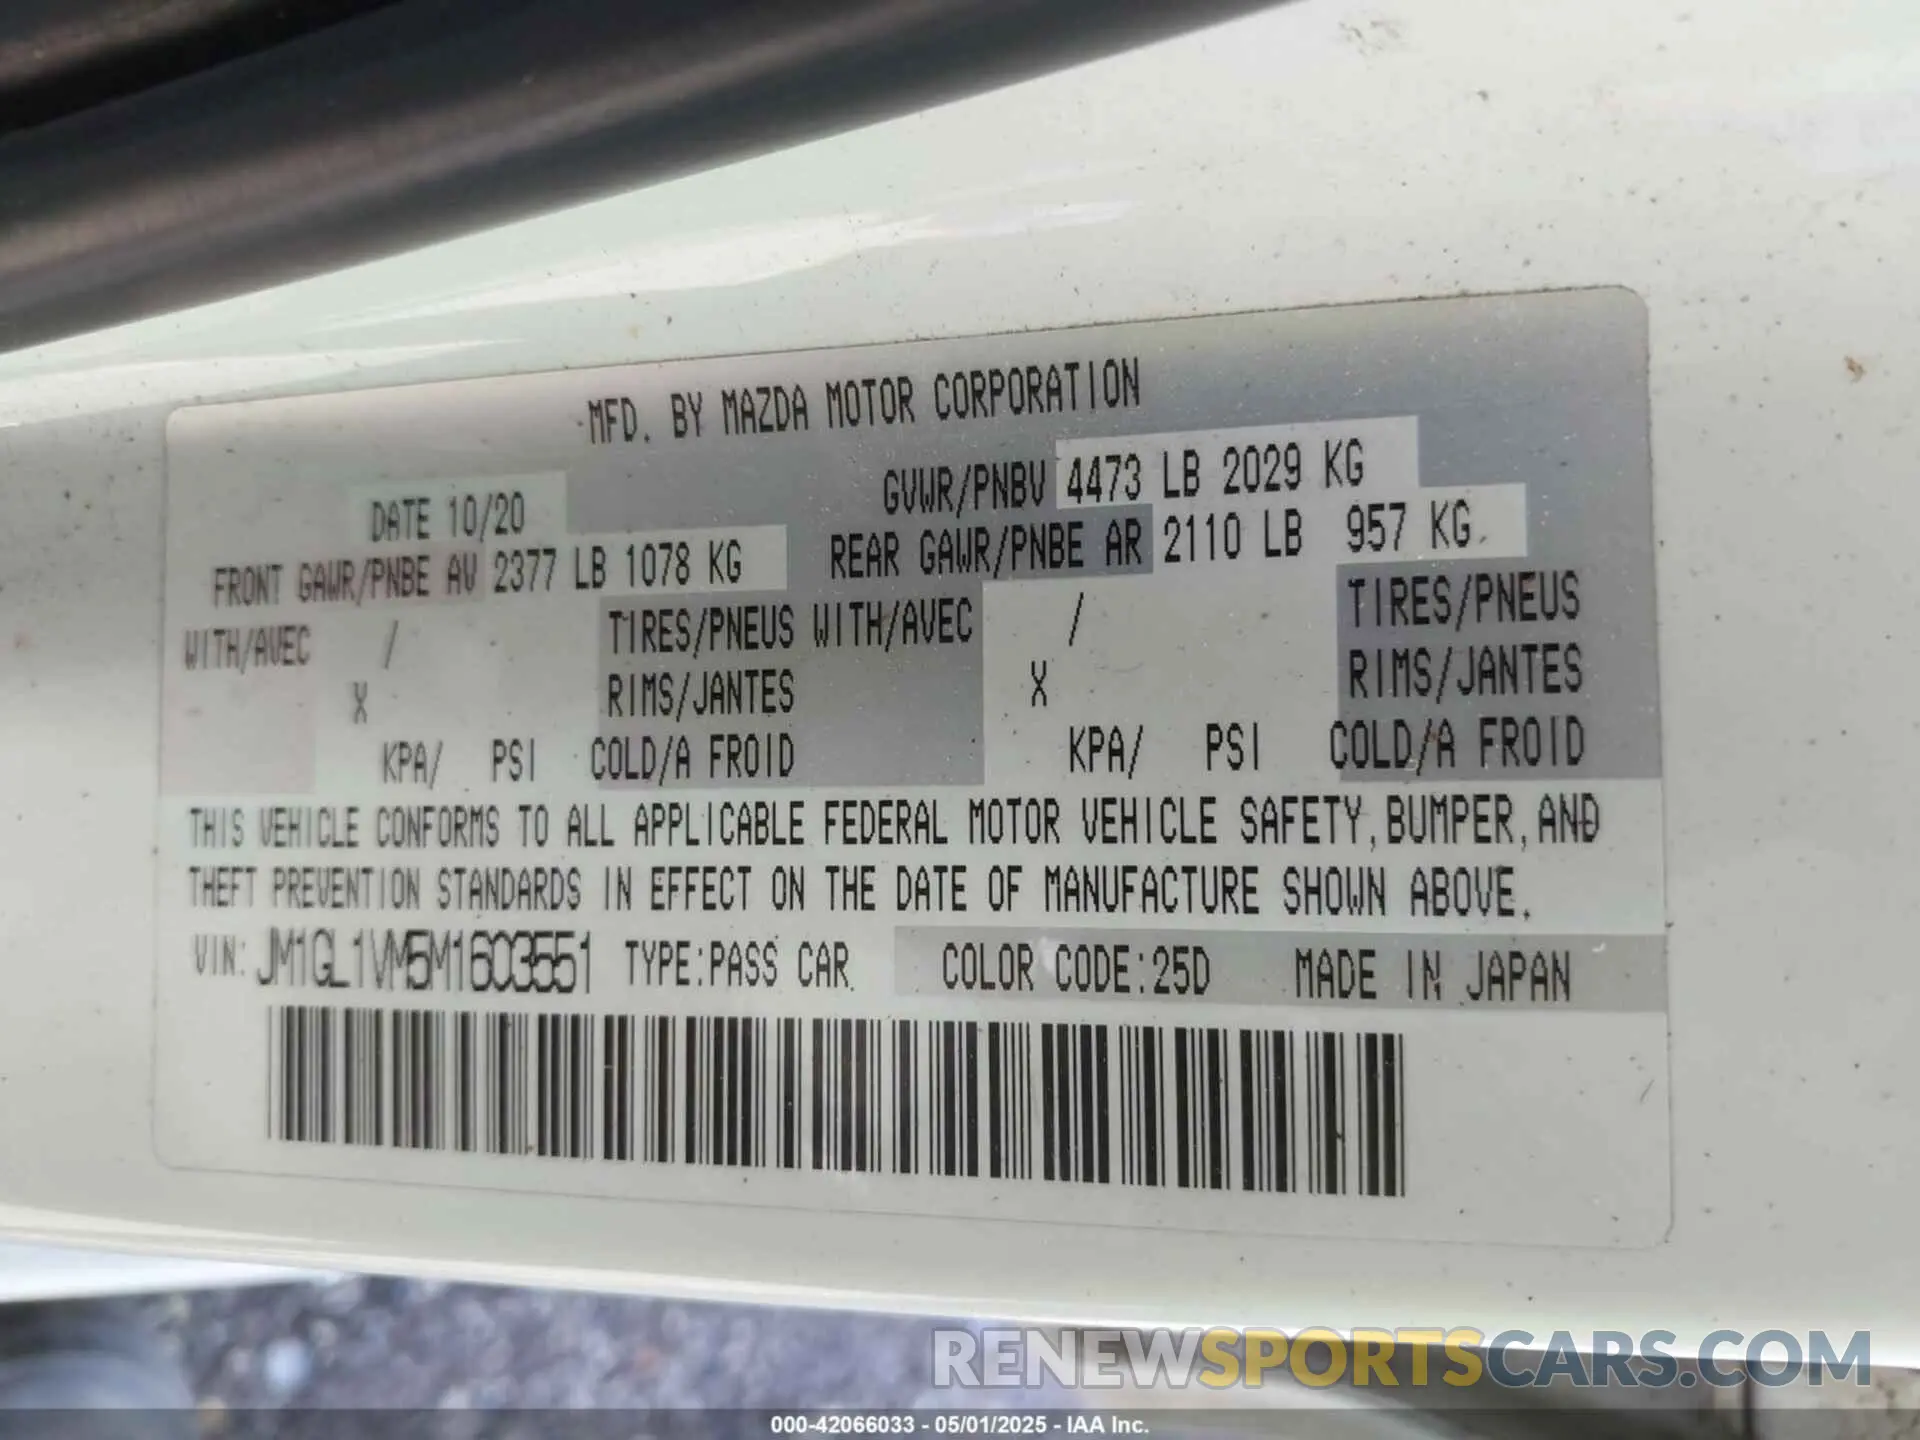 MFD. BY MAZDA MOTOR CORPORATION
DATE 10/20 GVWR/PNBV 4473 LB 2029 KG
FRONT GAWR/PNBE AV 2377 LB 1078 KG REAR GAWR/PNBE AR 2110 LB 957 KG
WITH/AVEC / TIRES/PNEUS WITH/AVEC / TIRES/PNEUS
X RIMS/JANTES X RIMS/JANTES
KPA/ PSI COLD/A FROID KPA/ PSI COLD/A FROID
THIS VEHICLE CONFORMS TO ALL APPLICABLE FEDERAL MOTOR VEHICLE SAFETY, BUMPER, AND
THEFT PREVENTION STANDARDS IN EFFECT ON THE DATE OF MANUFACTURE SHOWN ABOVE.
VIN: JM1GL1VM5M1603551 TYPE:PASS CAR COLOR CODE:25D MADE IN JAPAN
RENEWSPORTSCARS.COM
000-42066033 - 05/01/2025 - IAA Inc.